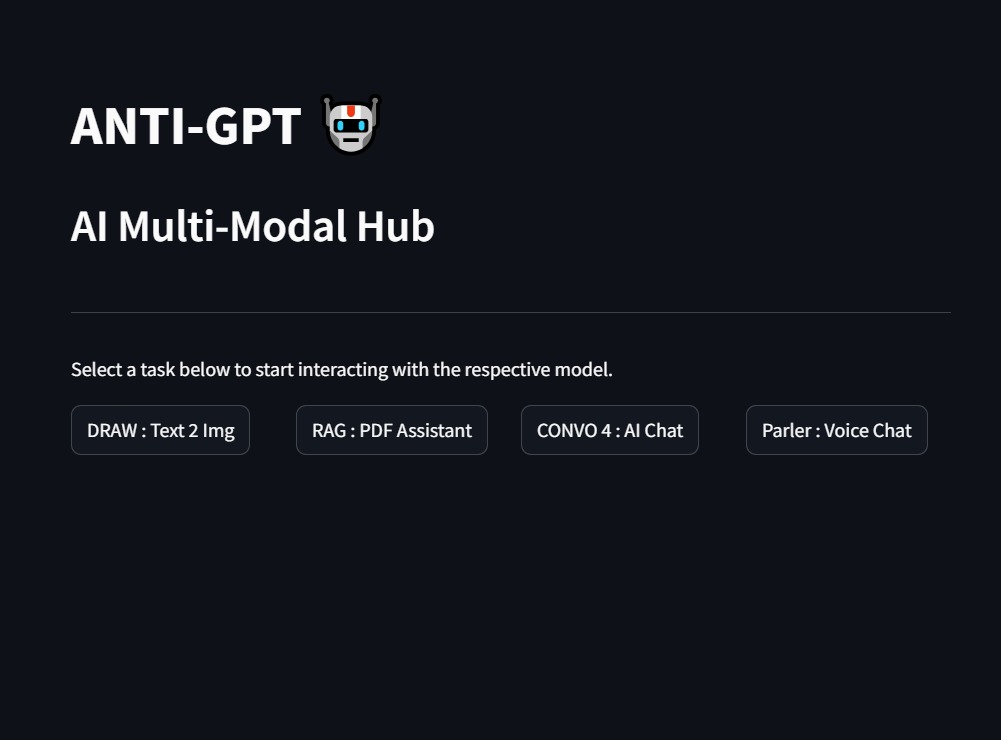 ANTI-GPT
AI Multi-Modal Hub
Select a task below to start interacting with the respective model.
DRAW : Text 2 Img
RAG : PDF Assistant
CONVO 4 : AI Chat
Parler : Voice Chat